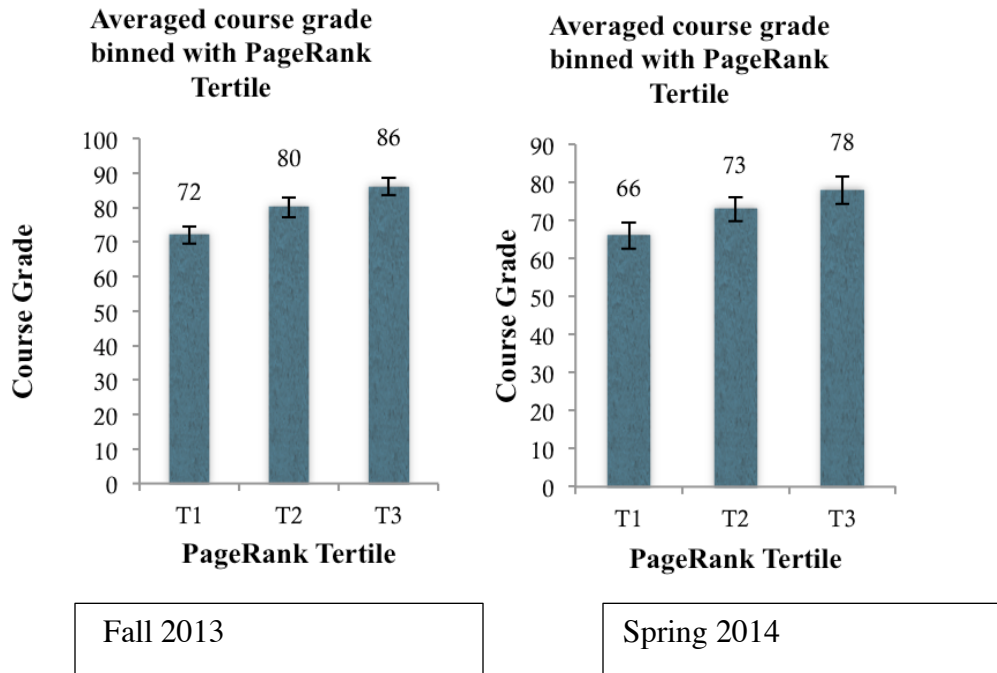 Averaged course grade
binned with PageRank
Tertile
100
90
80
70
60
50
40
30
20
10
0
72
80
86
Course Grade
T1
T2
T3
PageRank Tertile
Fall 2013
Averaged course grade
binned with PageRank
Tertile
90
80
70
60
50
40
30
20
10
0
66
73
78
Course Grade
T1
T2
T3
PageRank Tertile
Spring 2014